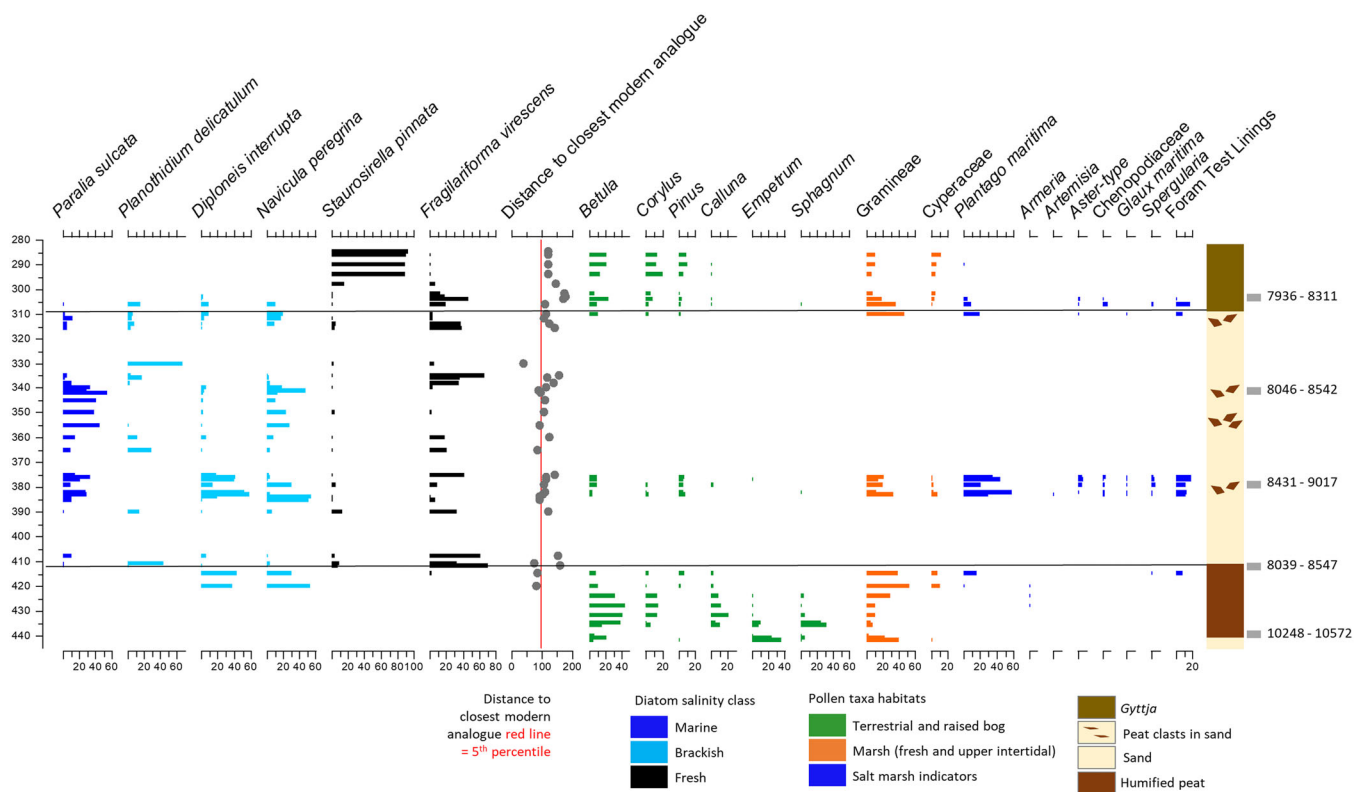 Paralia sulcata
Planothidium delicatulum
Diploneis interrupta
Navicula peregrina
Staurosirella pinnata
Fragilariforma virescens
Distance to closest modern analogue
Betula
Corylus
Pinus
Calluna
Empetrum
Sphagnum
Gramineae
Cyperaceae
Plantago maritima
Armeria
Artemisia
Aster-type
Chenopodiaceae
Glaux maritima
Spergularia
Foram Test Linings
280
290
300
310
320
330
340
350
360
370
380
390
400
410
420
430
440
7936 - 8311
8046 - 8542
8431 - 9017
8039 - 8547
10248 - 10572
20 40 60
20 40 60
20 40 60
20 40 60
20 40 60 80 100
20 40 60
0 100 200
20 40
20
20
20
20 40 60
20 40 60
20 40 60
20
20 40 60
20
Distance to
closest modern
analogue red line
= 5th percentile
Diatom salinity class
Marine
Brackish
Fresh
Pollen taxa habitats
Terrestrial and raised bog
Marsh (fresh and upper intertidal)
Salt marsh indicators
Gyttja
Peat clasts in sand
Sand
Humified peat